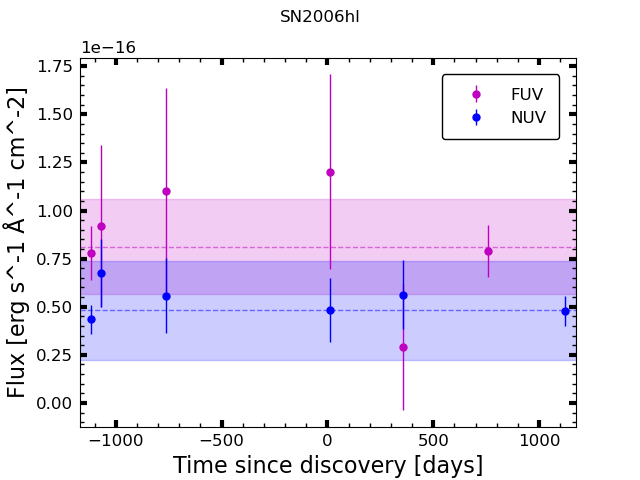 SN2006hl
1e−16
1.75
1.50
1.25
1.00
0.75
0.50
0.25
0.00
Flux [erg s^-1 Å^-1 cm^-2]
FUV
NUV
−1000 −500 0 500 1000
Time since discovery [days]